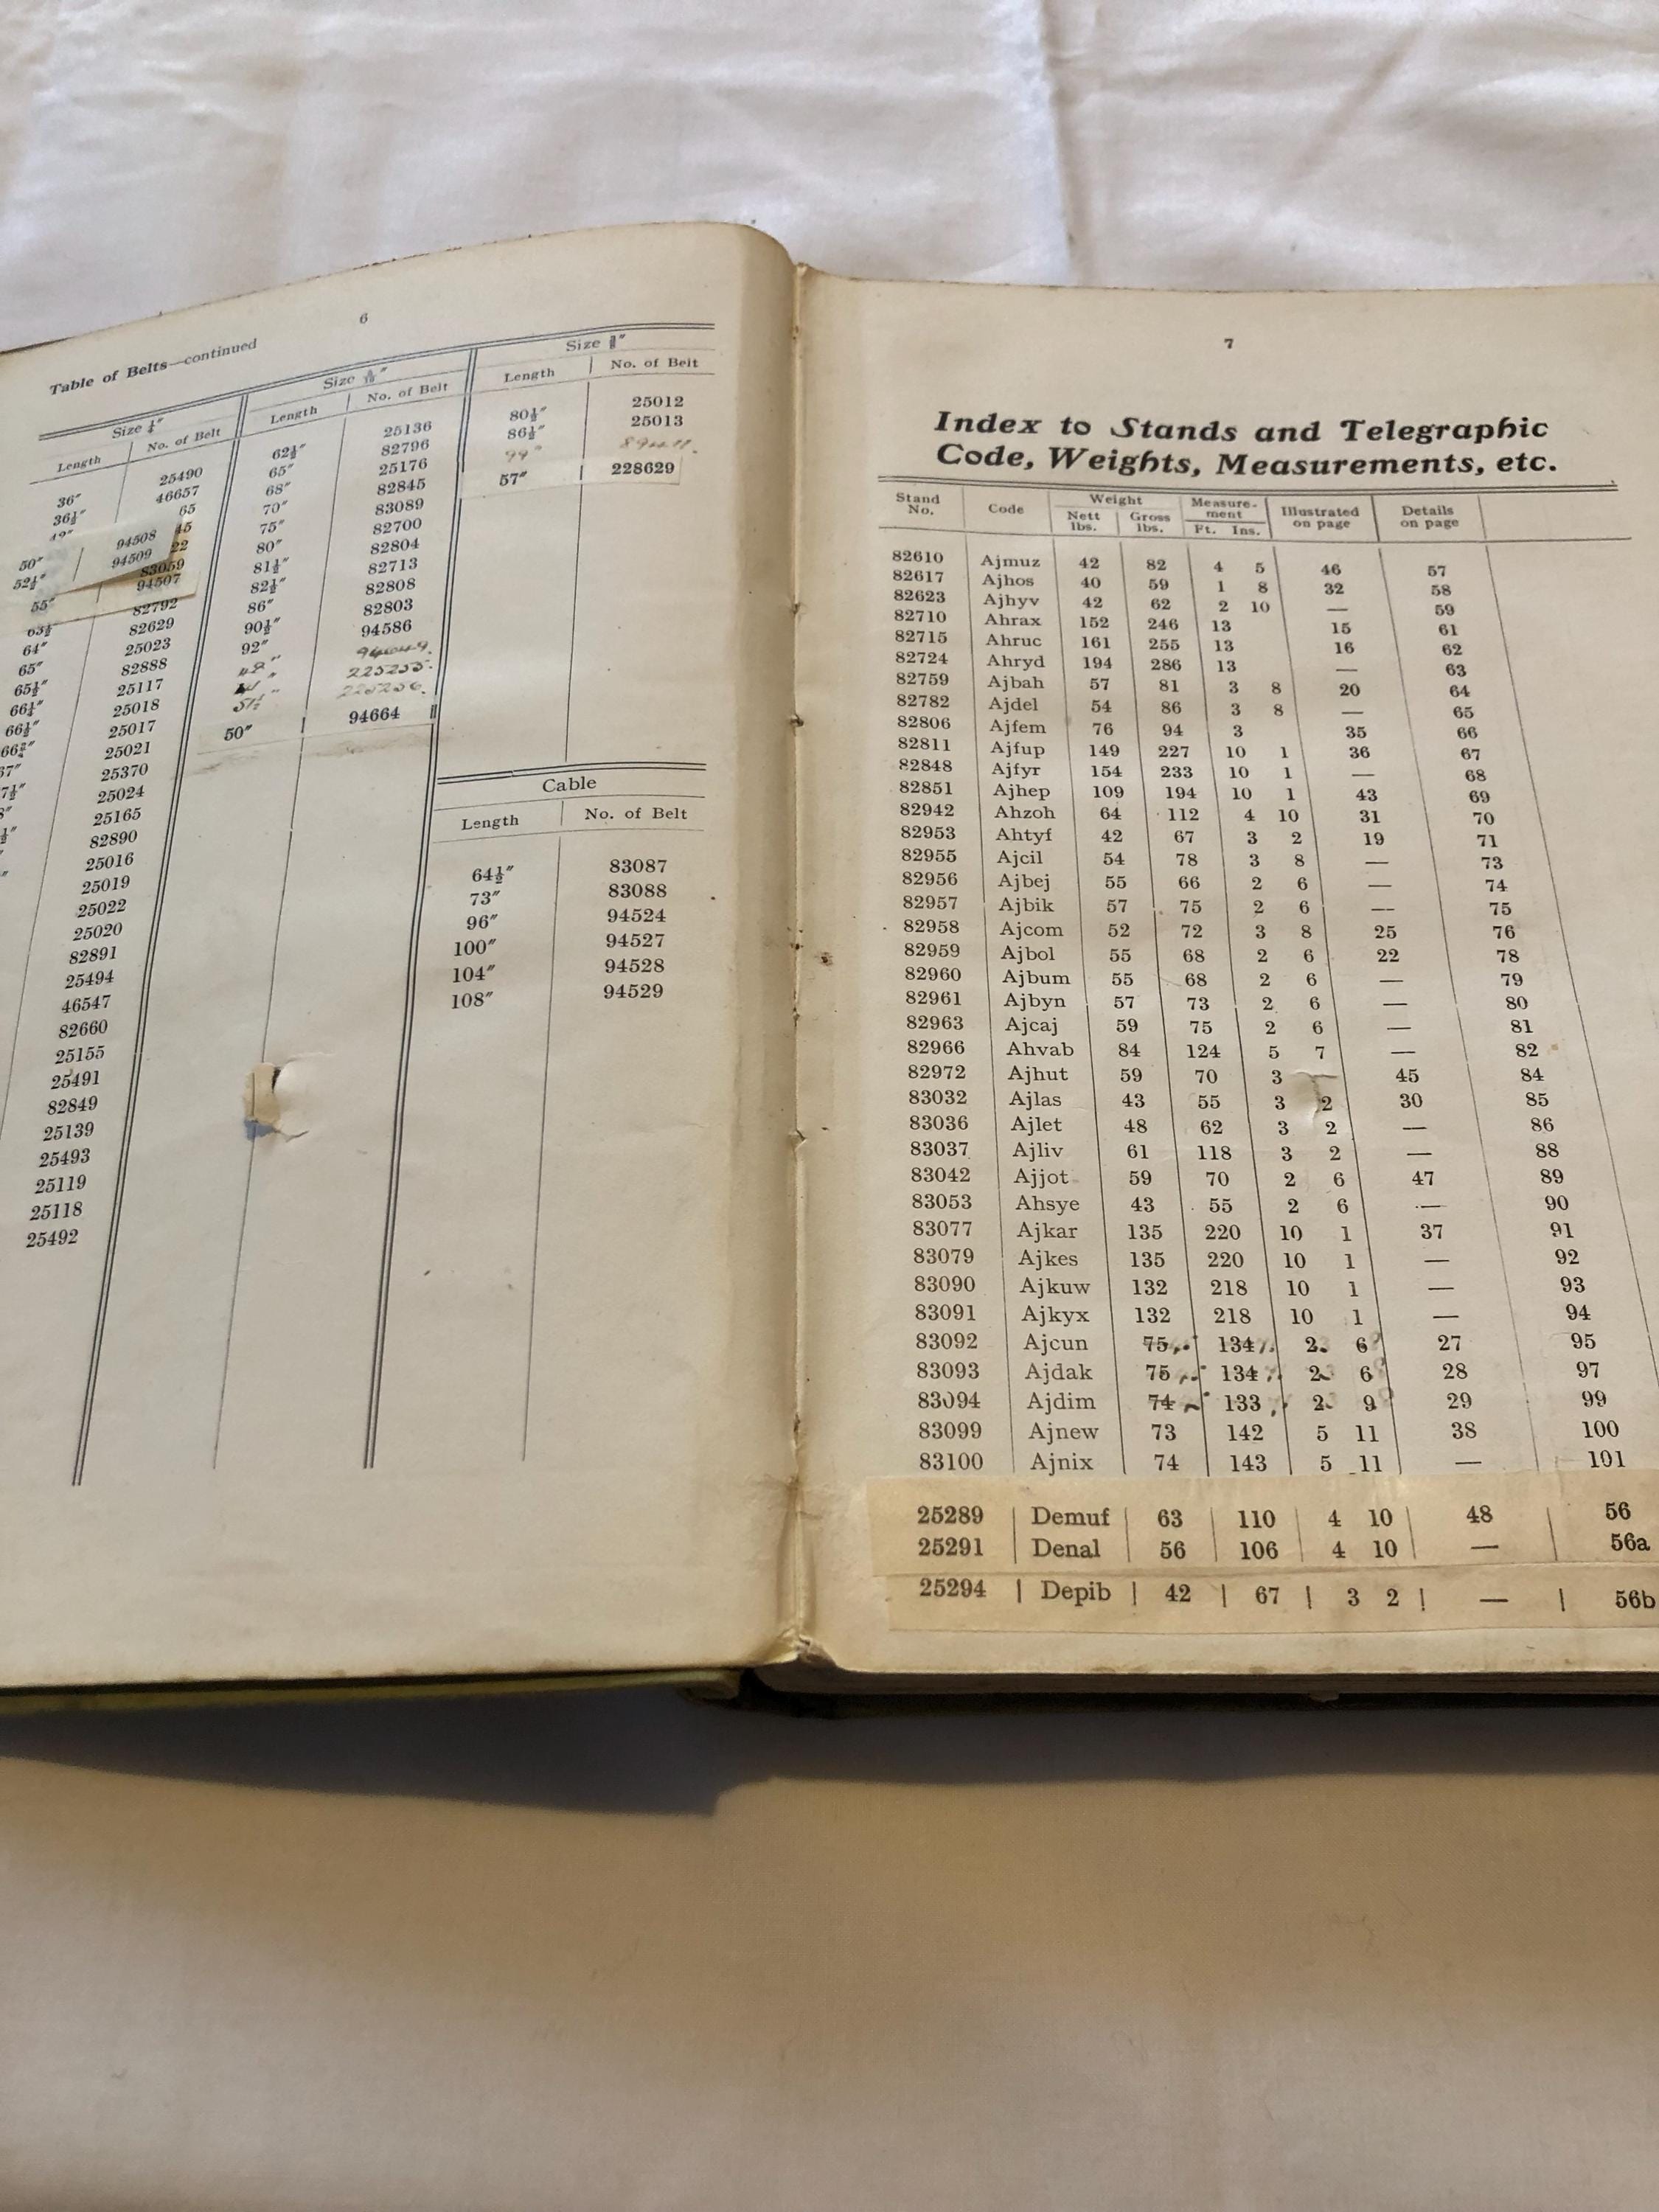 6
Table of Belts—continued
Size ¼″
Length No. of Belt
36″ 25490
36½″ 46657
42″ 65
45
50″ 94508 22
52½″ 94509
83059
55″ 94507
63½″ 82792
64″ 82629
65″ 25023
65½″ 82888
66¼″ 25117
66½″ 25018
66¾″ 25017
67″ 25021
25370
25024
25165
82890
25016
25019
25022
25020
82891
25494
46547
82660
25155
25491
82849
25139
25493
25119
25118
25492
Size 5/16″
Length No. of Belt
62½″ 25136
65″ 82796
68″ 25176
70″ 82845
75″ 83089
80″ 82700
81½″ 82804
82½″ 82713
86″ 82808
90½″ 82803
92″ 94586
48″
225255.
225256.
50″ 94664
Size ⅜″
Length No. of Belt
80½″ 25012
86½″ 25013
99″
57″ 228629
Cable
Length No. of Belt
64½″ 83087
73″ 83088
96″ 94524
100″ 94527
104″ 94528
108″ 94529
7
Index to Stands and Telegraphic
Code, Weights, Measurements, etc.
Stand No. Code Weight Nett lbs. Gross lbs. Measure-ment Ft. Ins. Illustrated on page Details on page
82610 Ajmuz 42 82 4 5 46 57
82617 Ajhos 40 59 1 8 32 58
82623 Ajhyv 42 62 2 10 — 59
82710 Ahrax 152 246 13 15 61
82715 Ahruc 161 255 13 16 62
82724 Ahryd 194 286 13 — 63
82759 Ajbah 57 81 3 8 20 64
82782 Ajdel 54 86 3 8 — 65
82806 Ajfem 76 94 3 35 66
82811 Ajfup 149 227 10 1 36 67
82848 Ajfyr 154 233 10 1 — 68
82851 Ajhep 109 194 10 1 43 69
82942 Ahzoh 64 112 4 10 31 70
82953 Ahtyf 42 67 3 2 19 71
82955 Ajcil 54 78 3 8 — 73
82956 Ajbej 55 66 2 6 — 74
82957 Ajbik 57 75 2 6 — 75
82958 Ajcom 52 72 3 8 25 76
82959 Ajbol 55 68 2 6 22 78
82960 Ajbum 55 68 2 6 — 79
82961 Ajbyn 57 73 2 6 — 80
82963 Ajcaj 59 75 2 6 — 81
82966 Ahvab 84 124 5 7 — 82
82972 Ajhut 59 70 3 45 84
83032 Ajlas 43 55 3 2 30 85
83036 Ajlet 48 62 3 2 — 86
83037 Ajliv 61 118 3 2 — 88
83042 Ajjot 59 70 2 6 47 89
83053 Ahsye 43 55 2 6 — 90
83077 Ajkar 135 220 10 1 37 91
83079 Ajkes 135 220 10 1 — 92
83090 Ajkuw 132 218 10 1 — 93
83091 Ajkyx 132 218 10 1 — 94
83092 Ajcun 75 134 2 6 27 95
83093 Ajdak 75 134 2 6 28 97
83094 Ajdim 74 133 2 9 29 99
83099 Ajnew 73 142 5 11 38 100
83100 Ajnix 74 143 5 11 — 101
25289 Demuf 63 110 4 10 48 56
25291 Denal 56 106 4 10 — 56a
25294 Depib 42 67 3 2 — 56b